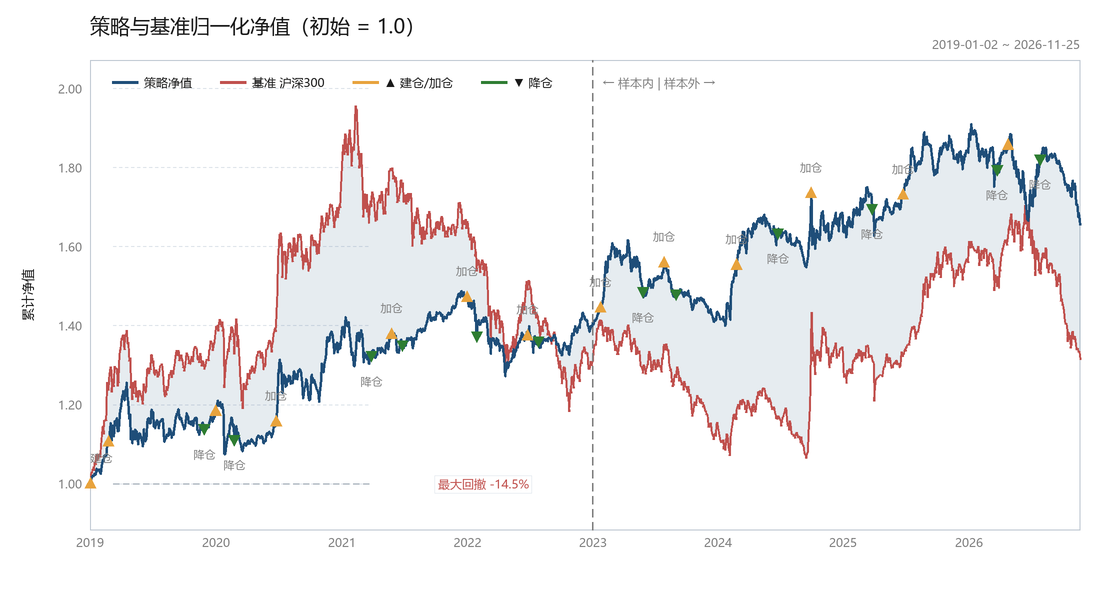 策略与基准归一化净值（初始 = 1.0）
2019-01-02 ~ 2026-11-25
策略净值
基准 沪深300
▲ 建仓/加仓
▼ 降仓
← 样本内 | 样本外 →
累计净值
2.00
1.80
1.60
1.40
1.20
1.00
建仓
降仓
降仓
加仓
降仓
加仓
加仓
加仓
加仓
降仓
加仓
加仓
降仓
加仓
降仓
加仓
降仓
降仓
最大回撤 -14.5%
2019
2020
2021
2022
2023
2024
2025
2026